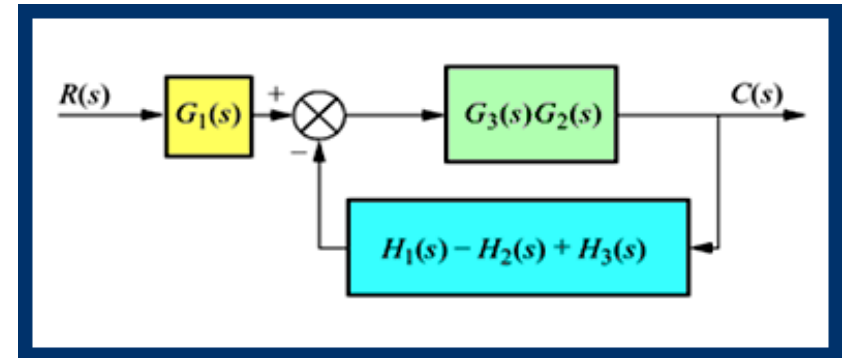 R(s)
G₁(s)
+
−
G₃(s)G₂(s)
C(s)
H₁(s) − H₂(s) + H₃(s)